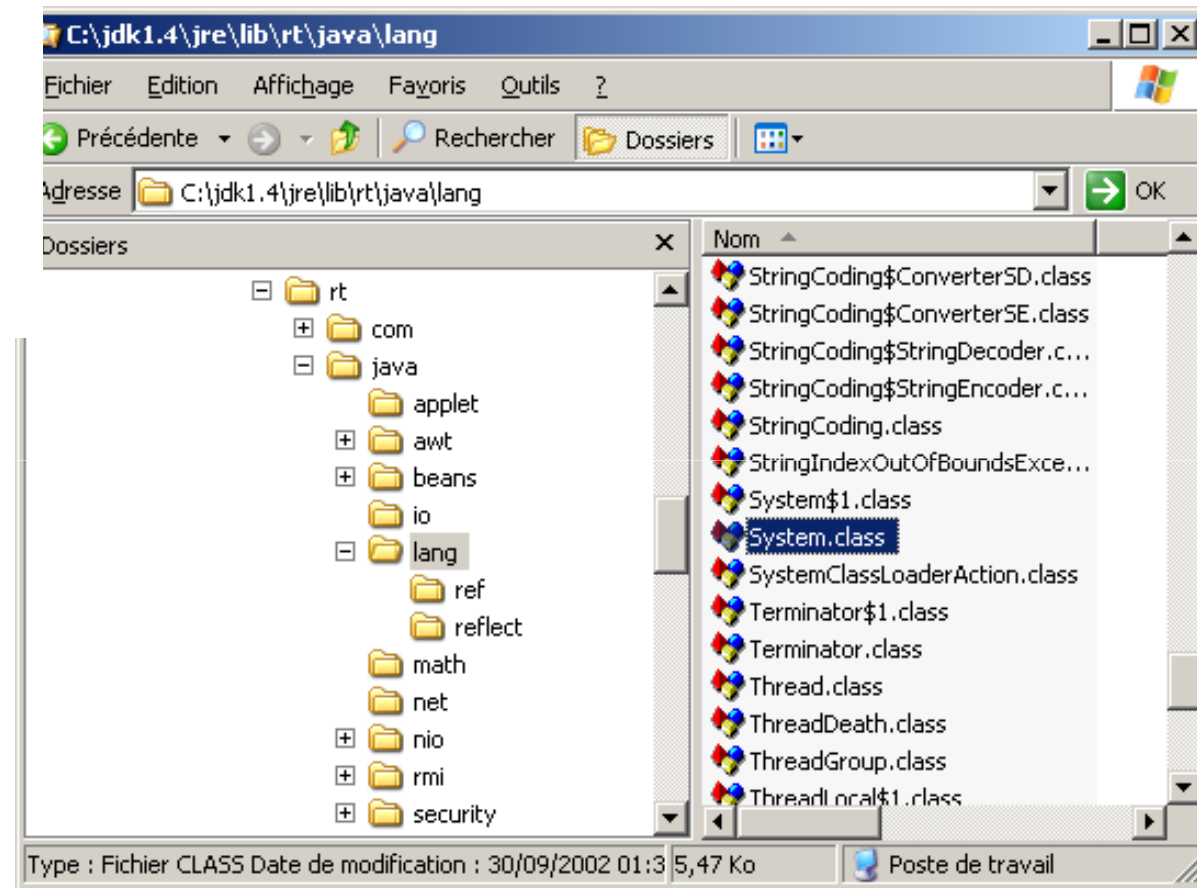 C:\jdk1.4\jre\lib\rt\java\lang
Fichier Edition Affichage Favoris Outils ?
Précédente Rechercher Dossiers
Adresse C:\jdk1.4\jre\lib\rt\java\lang OK
Dossiers
rt
com
java
applet
awt
beans
io
lang
ref
reflect
math
net
nio
rmi
security
Nom
StringCoding$ConverterSD.class
StringCoding$ConverterSE.class
StringCoding$StringDecoder.c...
StringCoding$StringEncoder.c...
StringCoding.class
StringIndexOutOfBoundsExce...
System$1.class
System.class
SystemClassLoaderAction.class
Terminator$1.class
Terminator.class
Thread.class
ThreadDeath.class
ThreadGroup.class
ThreadLocal$1.class
Type : Fichier CLASS Date de modification : 30/09/2002 01:3 5,47 Ko Poste de travail